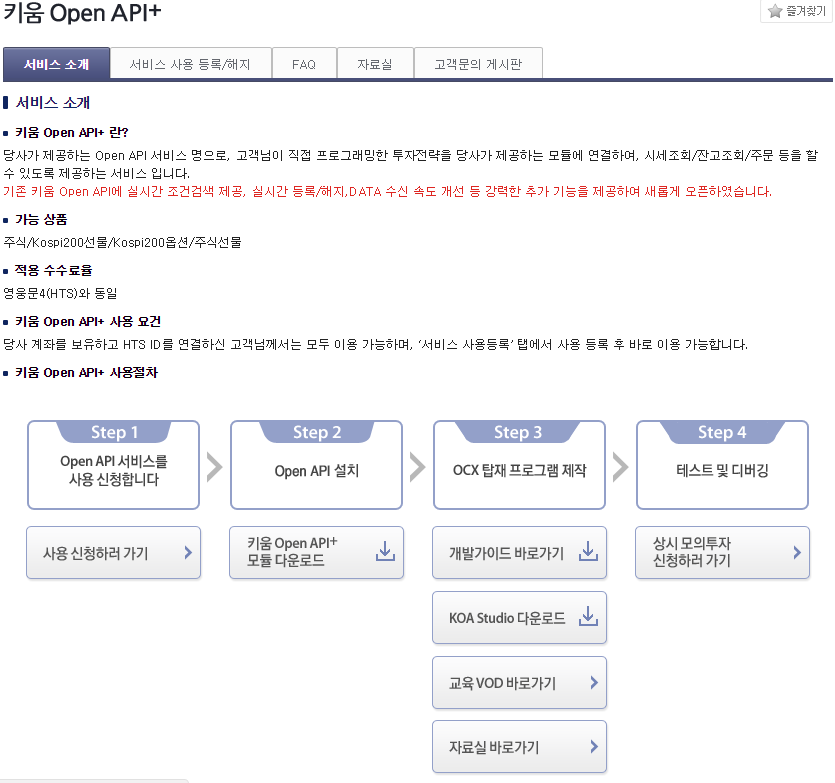 키움 Open API+
즐겨찾기
서비스 소개
서비스 사용 등록/해지
FAQ
자료실
고객문의 게시판
서비스 소개
키움 Open API+ 란?
당사가 제공하는 Open API 서비스 명으로, 고객님이 직접 프로그래밍한 투자전략을 당사가 제공하는 모듈에 연결하여, 시세조회/잔고조회/주문 등을 할
수 있도록 제공하는 서비스 입니다.
기존 키움 Open API에 실시간 조건검색 제공, 실시간 등록/해지,DATA 수신 속도 개선 등 강력한 추가 기능을 제공하여 새롭게 오픈하였습니다.
가능 상품
주식/Kospi200선물/Kospi200옵션/주식선물
적용 수수료율
영웅문4(HTS)와 동일
키움 Open API+ 사용 요건
당사 계좌를 보유하고 HTS ID를 연결하신 고객님께서는 모두 이용 가능하며, ‘서비스 사용등록’ 탭에서 사용 등록 후 바로 이용 가능합니다.
키움 Open API+ 사용절차
Step 1
Open API 서비스를
사용 신청합니다
사용 신청하러 가기
Step 2
Open API 설치
키움 Open API+
모듈 다운로드
Step 3
OCX 탑재 프로그램 제작
개발가이드 바로가기
KOA Studio 다운로드
교육 VOD 바로가기
자료실 바로가기
Step 4
테스트 및 디버깅
상시 모의투자
신청하러 가기